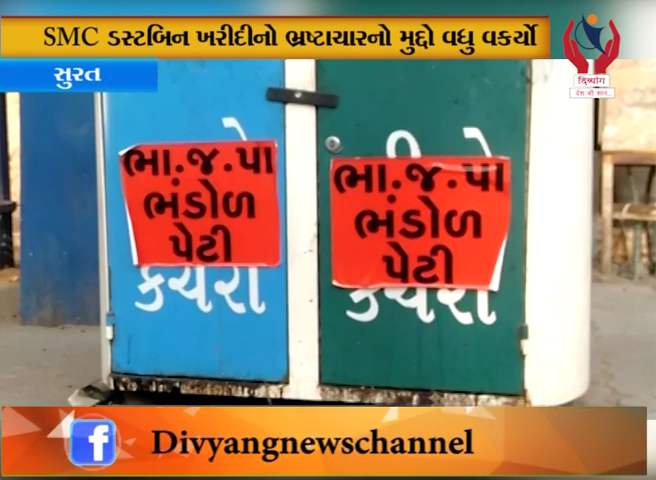 SMC ડસ્ટબિન ખરીદીનો ભ્રષ્ટાચારનો મુદ્દો વધુ વકર્યો
સુરત
दिव्यांग
देश की शान..
ભા.જ.પા
ભંડોળ
પેટી
કચરો
ભા.જ.પા
ભંડોળ
પેટી
કચરો
Divyangnewschannel